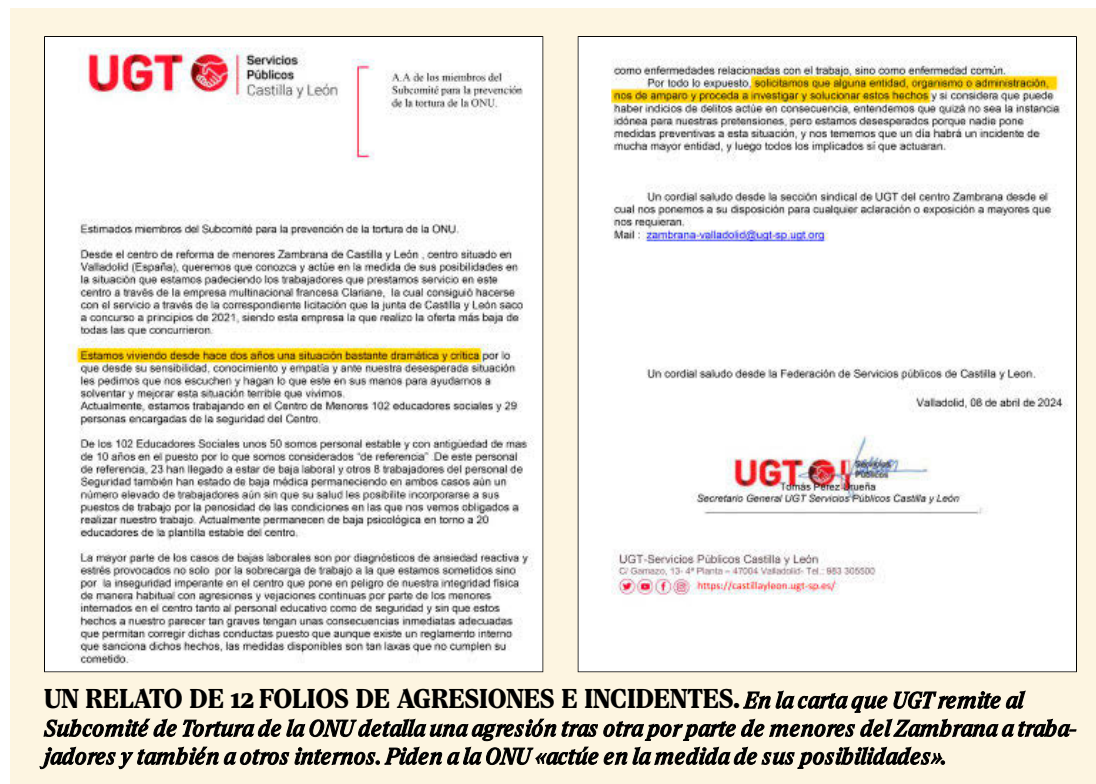 UGT
Servicios
Públicos
Castilla y León
A.A de los miembros del
Subcomité para la prevención
de la tortura de la ONU.
Estimados miembros del Subcomité para la prevención de la tortura de la ONU.
Desde el centro de reforma de menores Zambrana de Castilla y León , centro situado en
Valladolid (España), queremos que conozca y actúe en la medida de sus posibilidades en
la situación que estamos padeciendo los trabajadores que prestamos servicio en este
centro a través de la empresa multinacional francesa Clariane, la cual consiguió hacerse
con el servicio a través de la correspondiente licitación que la junta de Castilla y León saco
a concurso a principios de 2021, siendo esta empresa la que realizo la oferta más baja de
todas las que concurrieron.
Estamos viviendo desde hace dos años una situación bastante dramática y crítica por lo
que desde su sensibilidad, conocimiento y empatía y ante nuestra desesperada situación
les pedimos que nos escuchen y hagan lo que este en sus manos para ayudarnos a
solventar y mejorar esta situación terrible que vivimos.
Actualmente, estamos trabajando en el Centro de Menores 102 educadores sociales y 29
personas encargadas de la seguridad del Centro.
De los 102 Educadores Sociales unos 50 somos personal estable y con antigüedad de mas
de 10 años en el puesto por lo que somos considerados "de referencia" .De este personal
de referencia, 23 han llegado a estar de baja laboral y otros 8 trabajadores del personal de
Seguridad también han estado de baja médica permaneciendo en ambos casos aún un
número elevado de trabajadores aún sin que su salud les posibilite incorporarse a sus
puestos de trabajo por la penosidad de las condiciones en las que nos vemos obligados a
realizar nuestro trabajo. Actualmente permanecen de baja psicológica en torno a 20
educadores de la plantilla estable del centro.
La mayor parte de los casos de bajas laborales son por diagnósticos de ansiedad reactiva y
estrés provocados no solo por la sobrecarga de trabajo a la que estamos sometidos sino
por la inseguridad imperante en el centro que pone en peligro de nuestra integridad física
de manera habitual con agresiones y vejaciones continuas por parte de los menores
internados en el centro tanto al personal educativo como de seguridad y sin que estos
hechos a nuestro parecer tan graves tengan unas consecuencias inmediatas adecuadas
que permitan corregir dichas conductas puesto que aunque existe un reglamento interno
que sanciona dichos hechos, las medidas disponibles son tan laxas que no cumplen su
cometido.
como enfermedades relacionadas con el trabajo, sino como enfermedad común.
Por todo lo expuesto, solicitamos que alguna entidad, organismo o administración,
nos de amparo y proceda a investigar y solucionar estos hechos y si considera que puede
haber indicios de delitos actúe en consecuencia, entendemos que quizá no sea la instancia
idónea para nuestras pretensiones, pero estamos desesperados porque nadie pone
medidas preventivas a esta situación, y nos tememos que un día habrá un incidente de
mucha mayor entidad, y luego todos los implicados sí que actuaran.
Un cordial saludo desde la sección sindical de UGT del centro Zambrana desde el
cual nos ponemos a su disposición para cualquier aclaración o exposición a mayores que
nos requieran.
Mail : zambrana-valladolid@ugt-sp.ugt.org
Un cordial saludo desde la Federación de Servicios públicos de Castilla y Leon.
Valladolid, 08 de abril de 2024
UGT
Servicios
Públicos
Tomás Pérez Urueña
Secretario General UGT Servicios Públicos Castilla y León
UGT-Servicios Públicos Castilla y León
C/ Gamazo, 13- 4ª Planta – 47004 Valladolid- Tel.: 983 305500
https://castillayleon.ugt-sp.es/
UN RELATO DE 12 FOLIOS DE AGRESIONES E INCIDENTES. En la carta que UGT remite al
Subcomité de Tortura de la ONU detalla una agresión tras otra por parte de menores del Zambrana a traba-
jadores y también a otros internos. Piden a la ONU «actúe en la medida de sus posibilidades».